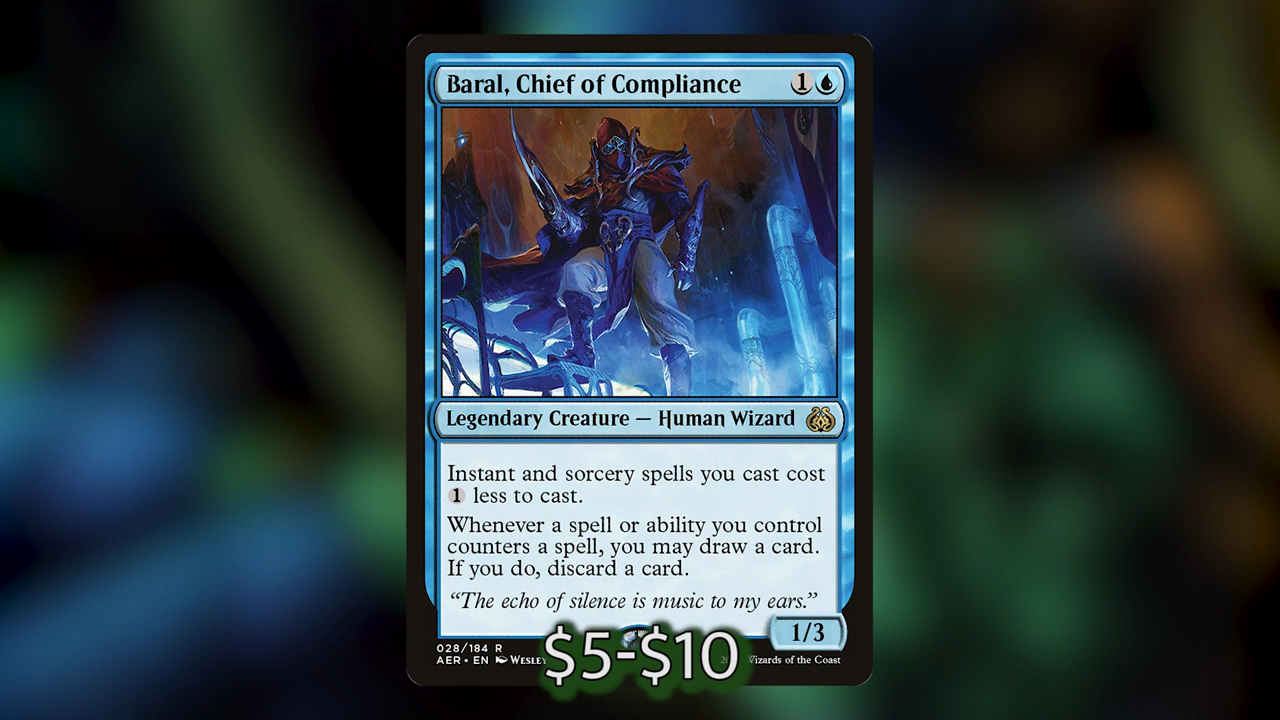 Baral, Chief of Compliance 1
Legendary Creature — Human Wizard
Instant and sorcery spells you cast cost
1 less to cast.
Whenever a spell or ability you control
counters a spell, you may draw a card.
If you do, discard a card.
“The echo of silence is music to my ears.”
1/3
028/184 R
AER • EN
$5-$10
Wizards of the Coast